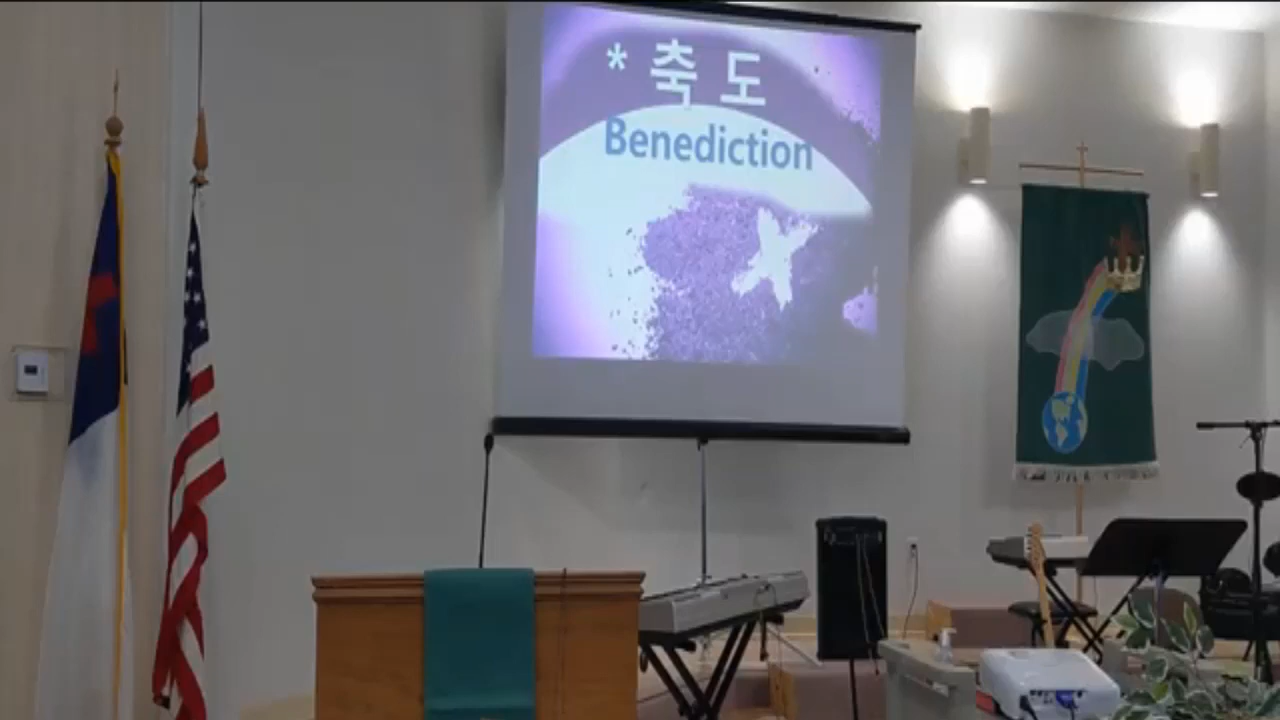 * 축 도
Benediction